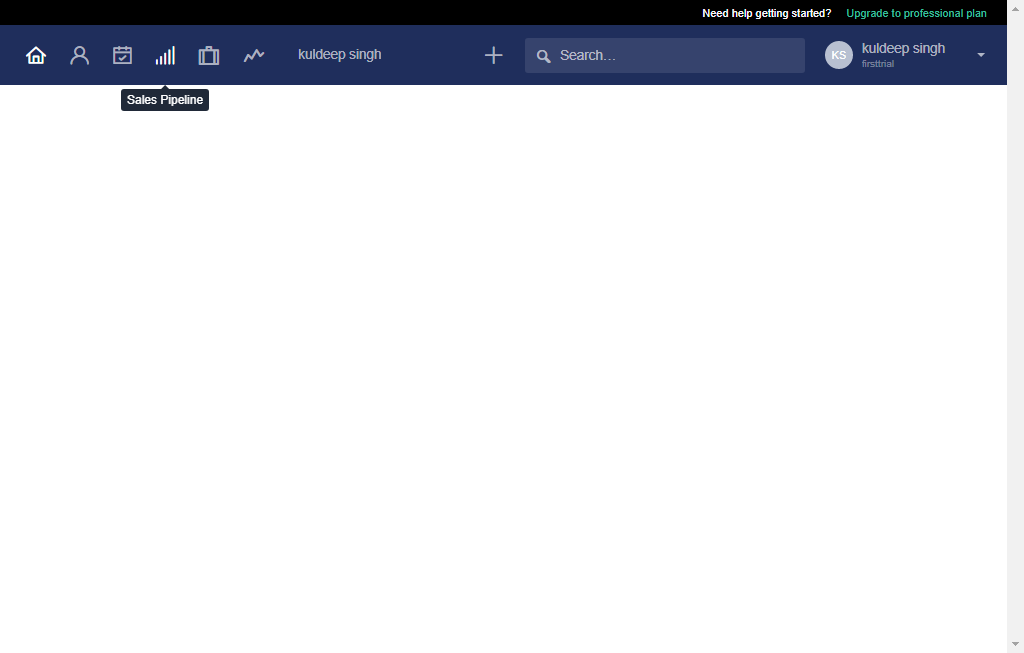 Need help getting started? Upgrade to professional plan
kuldeep singh
Search...
KS
kuldeep singh
firsttrial
Sales Pipeline